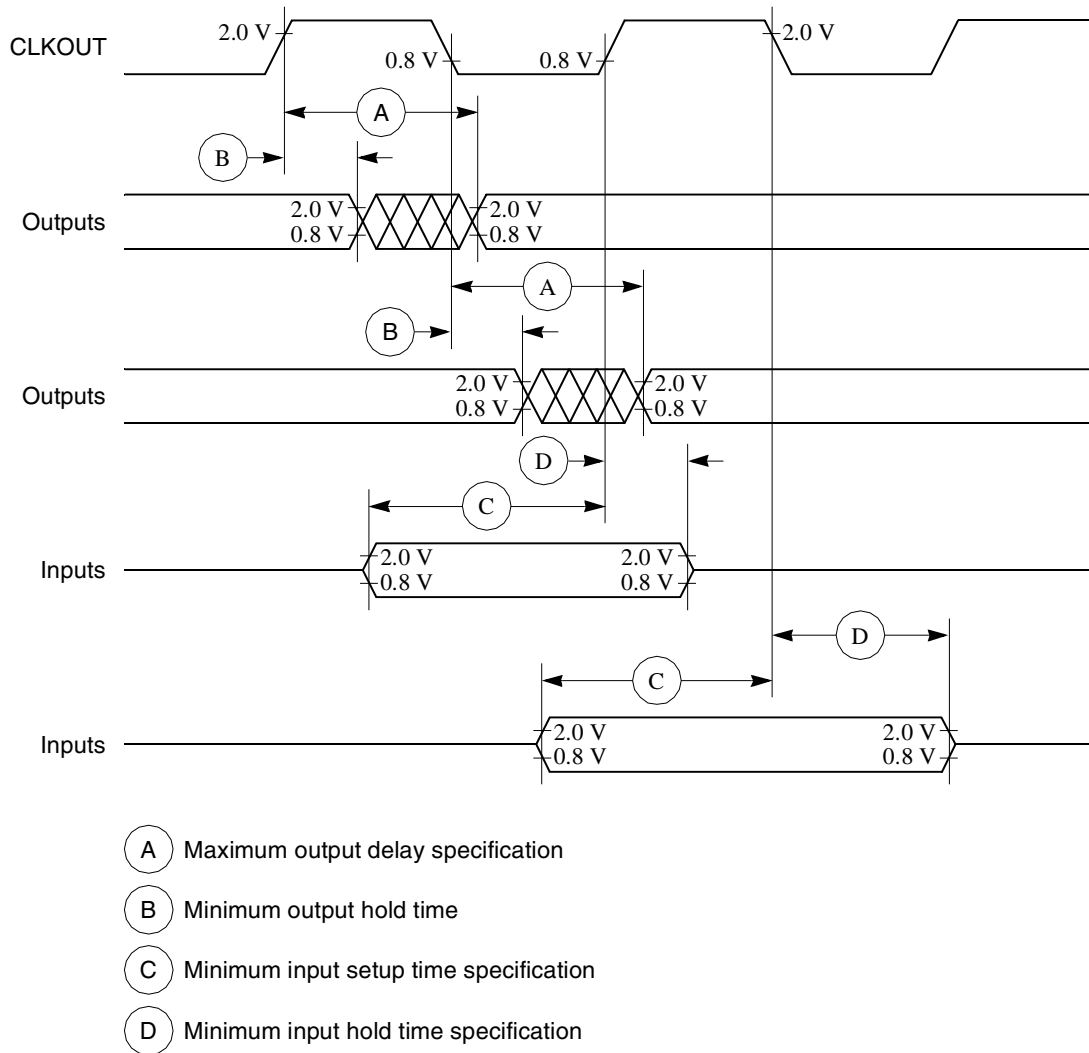 CLKOUT
2.0 V
0.8 V
0.8 V
2.0 V
A
B
Outputs
2.0 V
0.8 V
2.0 V
0.8 V
A
B
Outputs
2.0 V
0.8 V
2.0 V
0.8 V
D
C
Inputs
2.0 V
0.8 V
2.0 V
0.8 V
D
C
Inputs
2.0 V
0.8 V
2.0 V
0.8 V
A Maximum output delay specification
B Minimum output hold time
C Minimum input setup time specification
D Minimum input hold time specification